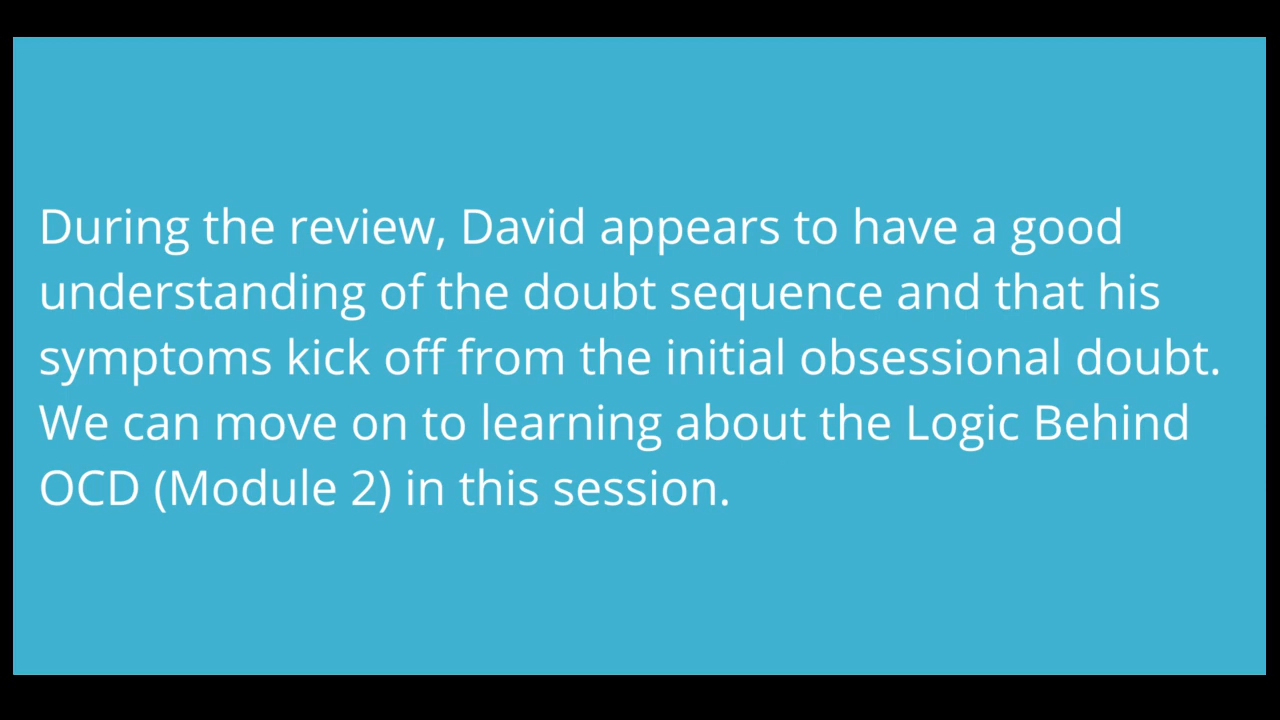 During the review, David appears to have a good
understanding of the doubt sequence and that his
symptoms kick off from the initial obsessional doubt.
We can move on to learning about the Logic Behind
OCD (Module 2) in this session.